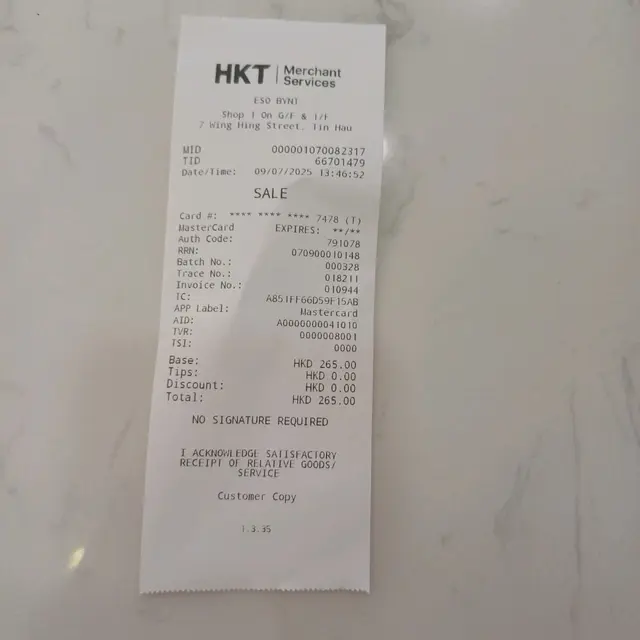 HKT | Merchant Services
ESO BYNT
Shop 1 On G/F & 1/F
7 Wing Hing Street, Tin Hau
MID 000001070082317
TID 66701479
Date/Time: 09/07/2025 13:46:52
SALE
Card #: **** **** **** 7478 (T)
MasterCard EXPIRES: **/**
Auth Code: 791078
RRN: 070900010148
Batch No.: 000328
Trace No.: 018211
Invoice No.: 010944
TC: A851FF66D59F15AB
APP Label: Mastercard
AID: A0000000041010
TVR: 0000008001
TSI: 0000
Base: HKD 265.00
Tips: HKD 0.00
Discount: HKD 0.00
Total: HKD 265.00
NO SIGNATURE REQUIRED
I ACKNOWLEDGE SATISFACTORY
RECEIPT OF RELATIVE GOODS/
SERVICE
Customer Copy
1.3.35